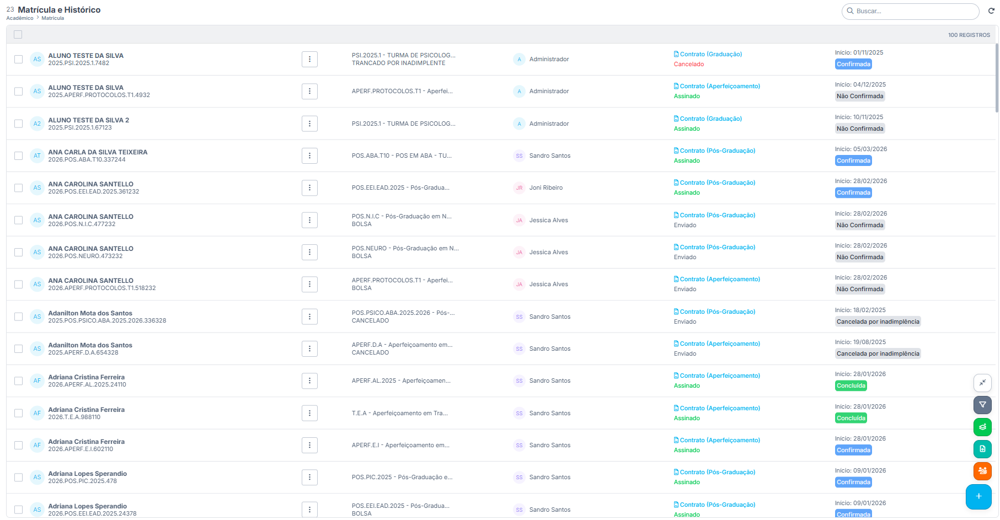 23 Matrícula e Histórico
Acadêmico > Matrícula
Buscar...
100 REGISTROS
AS ALUNO TESTE DA SILVA
2025.PSI.2025.1.7482
PSI.2025.1 - TURMA DE PSICOLOG...
TRANCADO POR INADIMPLENTE
A Administrador
Contrato (Graduação)
Cancelado
Início: 01/11/2025
Confirmada
AS ALUNO TESTE DA SILVA
2025.APERF.PROTOCOLOS.T1.4932
APERF.PROTOCOLOS.T1 - Aperfei...
A Administrador
Contrato (Aperfeiçoamento)
Assinado
Início: 04/12/2025
Não Confirmada
A2 ALUNO TESTE DA SILVA 2
2025.PSI.2025.1.67123
PSI.2025.1 - TURMA DE PSICOLOG...
A Administrador
Contrato (Graduação)
Assinado
Início: 10/11/2025
Não Confirmada
AT ANA CARLA DA SILVA TEIXEIRA
2026.POS.ABA.T10.337244
POS.ABA.T10 - POS EM ABA - TU...
SS Sandro Santos
Contrato (Pós-Graduação)
Assinado
Início: 05/03/2026
Confirmada
AS ANA CAROLINA SANTELLO
2026.POS.EEI.EAD.2025.361232
POS.EEI.EAD.2025 - Pós-Gradua...
JR Joni Ribeiro
Contrato (Pós-Graduação)
Assinado
Início: 28/02/2026
Confirmada
AS ANA CAROLINA SANTELLO
2026.POS.N.I.C.477232
POS.N.I.C - Pós-Graduação em N...
BOLSA
JA Jessica Alves
Contrato (Pós-Graduação)
Enviado
Início: 28/02/2026
Não Confirmada
AS ANA CAROLINA SANTELLO
2026.POS.NEURO.473232
POS.NEURO - Pós-Graduação em N...
BOLSA
JA Jessica Alves
Contrato (Pós-Graduação)
Enviado
Início: 28/02/2026
Não Confirmada
AS ANA CAROLINA SANTELLO
2026.APERF.PROTOCOLOS.T1.518232
APERF.PROTOCOLOS.T1 - Aperfei...
BOLSA
JA Jessica Alves
Contrato (Aperfeiçoamento)
Enviado
Início: 28/02/2026
Não Confirmada
AS Adanilton Mota dos Santos
2025.POS.PSICO.ABA.2025.2026.336328
POS.PSICO.ABA.2025.2026 - Pós-...
CANCELADO
SS Sandro Santos
Contrato (Pós-Graduação)
Enviado
Início: 18/02/2025
Cancelada por inadimplência
AS Adanilton Mota dos Santos
2025.APERF.D.A.654328
APERF.D.A - Aperfeiçoamento em...
CANCELADO
SS Sandro Santos
Contrato (Aperfeiçoamento)
Enviado
Início: 19/08/2025
Cancelada por inadimplência
AF Adriana Cristina Ferreira
2026.APERF.AL.2025.24110
APERF.AL.2025 - Aperfeiçoamen...
SS Sandro Santos
Contrato (Aperfeiçoamento)
Assinado
Início: 28/01/2026
Concluída
AF Adriana Cristina Ferreira
2026.T.E.A.988110
T.E.A - Aperfeiçoamento em Tra...
SS Sandro Santos
Contrato (Aperfeiçoamento)
Assinado
Início: 28/01/2026
Concluída
AF Adriana Cristina Ferreira
2026.APERF.E.I.602110
APERF.E.I - Aperfeiçoamento em...
SS Sandro Santos
Contrato (Aperfeiçoamento)
Assinado
Início: 28/01/2026
Confirmada
AS Adriana Lopes Sperandio
2026.POS.PIC.2025.478
POS.PIC.2025 - Pós-Graduação e...
SS Sandro Santos
Contrato (Pós-Graduação)
Assinado
Início: 09/01/2026
Confirmada
AS Adriana Lopes Sperandio
2026.POS.EEI.EAD.2025.24378
POS.EEI.EAD.2025 - Pós-Gradua...
BOLSA
SS Sandro Santos
Contrato (Pós-Graduação)
Assinado
Início: 09/01/2026
Confirmada